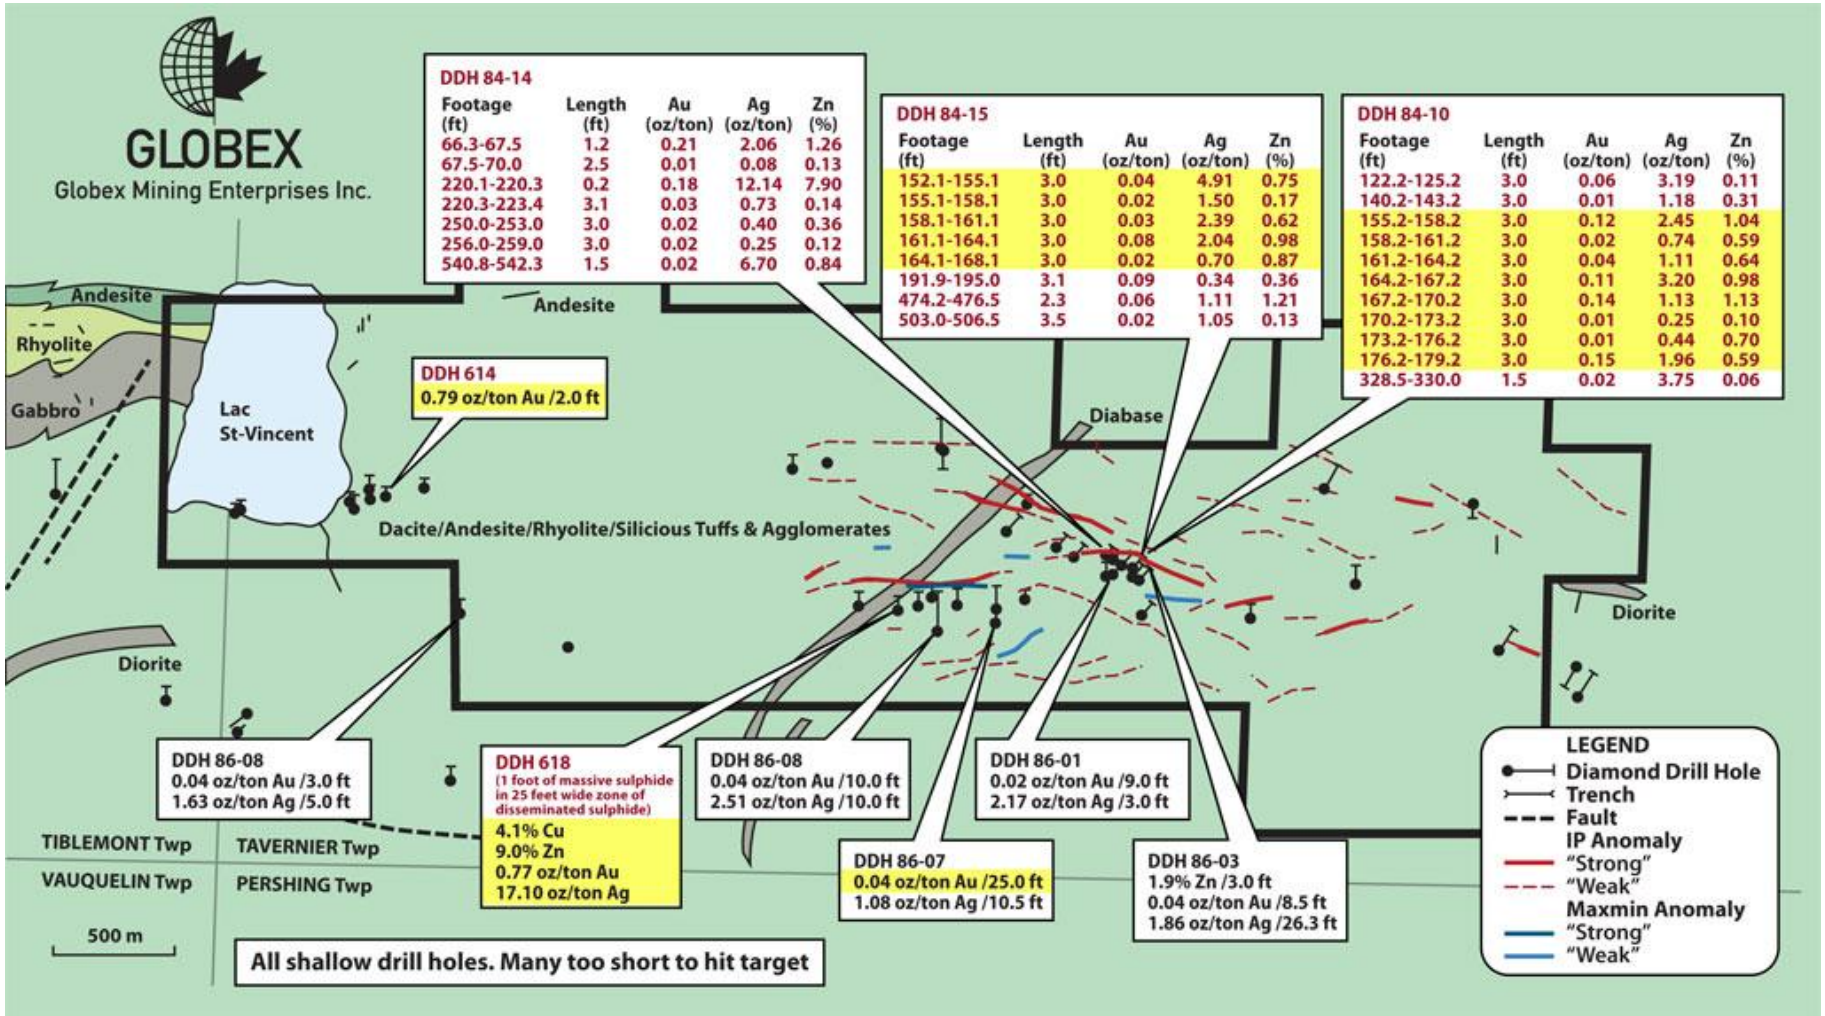 GLOBEX
Globex Mining Enterprises Inc.
DDH 84-14
Footage Length Au Ag Zn
(ft) (ft) (oz/ton) (oz/ton) (%)
66.3-67.5 1.2 0.21 2.06 1.26
67.5-70.0 2.5 0.01 0.08 0.13
220.1-220.3 0.2 0.18 12.14 7.90
220.3-223.4 3.1 0.03 0.73 0.14
250.0-253.0 3.0 0.02 0.40 0.36
256.0-259.0 3.0 0.02 0.25 0.12
540.8-542.3 1.5 0.02 6.70 0.84
DDH 84-15
Footage Length Au Ag Zn
(ft) (ft) (oz/ton) (oz/ton) (%)
152.1-155.1 3.0 0.04 4.91 0.75
155.1-158.1 3.0 0.02 1.50 0.17
158.1-161.1 3.0 0.03 2.39 0.62
161.1-164.1 3.0 0.08 2.04 0.98
164.1-168.1 3.0 0.02 0.70 0.87
191.9-195.0 3.1 0.09 0.34 0.36
474.2-476.5 2.3 0.06 1.11 1.21
503.0-506.5 3.5 0.02 1.05 0.13
DDH 84-10
Footage Length Au Ag Zn
(ft) (ft) (oz/ton) (oz/ton) (%)
122.2-125.2 3.0 0.06 3.19 0.11
140.2-143.2 3.0 0.01 1.18 0.31
155.2-158.2 3.0 0.12 2.45 1.04
158.2-161.2 3.0 0.02 0.74 0.59
161.2-164.2 3.0 0.04 1.11 0.64
164.2-167.2 3.0 0.11 3.20 0.98
167.2-170.2 3.0 0.14 1.13 1.13
170.2-173.2 3.0 0.01 0.25 0.10
173.2-176.2 3.0 0.01 0.44 0.70
176.2-179.2 3.0 0.15 1.96 0.59
328.5-330.0 1.5 0.02 3.75 0.06
Andesite
Andesite
Rhyolite
Gabbro
Lac
St-Vincent
DDH 614
0.79 oz/ton Au /2.0 ft
Diabase
Dacite/Andesite/Rhyolite/Silicious Tuffs & Agglomerates
Diorite
Diorite
DDH 86-08
0.04 oz/ton Au /3.0 ft
1.63 oz/ton Ag /5.0 ft
DDH 618
(1 foot of massive sulphide
in 25 feet wide zone of
disseminated sulphide)
4.1% Cu
9.0% Zn
0.77 oz/ton Au
17.10 oz/ton Ag
DDH 86-08
0.04 oz/ton Au /10.0 ft
2.51 oz/ton Ag /10.0 ft
DDH 86-01
0.02 oz/ton Au /9.0 ft
2.17 oz/ton Ag /3.0 ft
DDH 86-07
0.04 oz/ton Au /25.0 ft
1.08 oz/ton Ag /10.5 ft
DDH 86-03
1.9% Zn /3.0 ft
0.04 oz/ton Au /8.5 ft
1.86 oz/ton Ag /26.3 ft
TIBLEMONT Twp
TAVERNIER Twp
VAUQUELIN Twp
PERSHING Twp
500 m
All shallow drill holes. Many too short to hit target
LEGEND
Diamond Drill Hole
Trench
Fault
IP Anomaly
“Strong”
“Weak”
Maxmin Anomaly
“Strong”
“Weak”